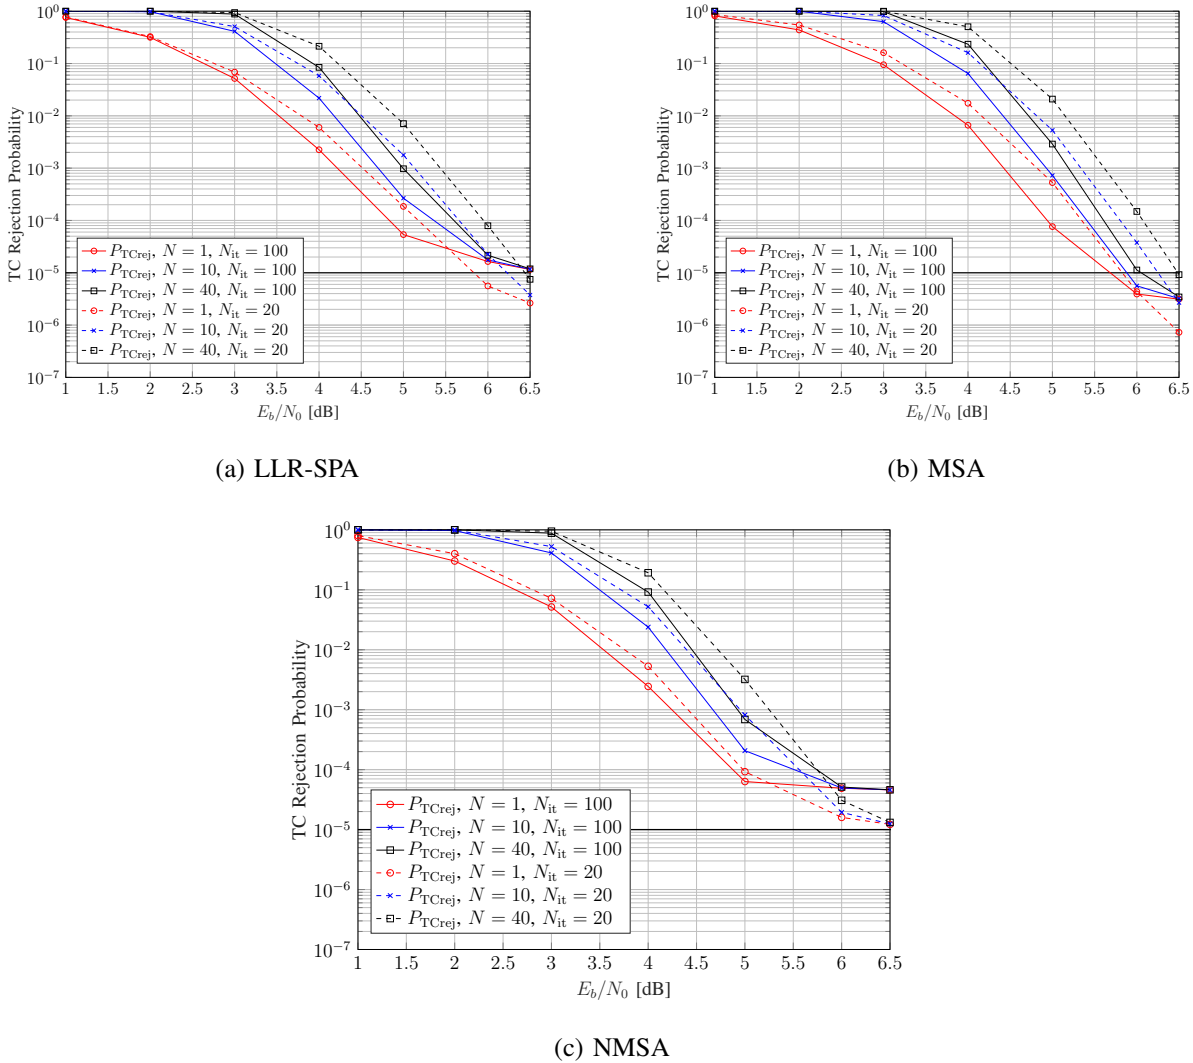 10^0
10^-1
10^-2
10^-3
10^-4
10^-5
10^-6
10^-7
TC Rejection Probability
P_TCrej, N = 1, N_it = 100
P_TCrej, N = 10, N_it = 100
P_TCrej, N = 40, N_it = 100
P_TCrej, N = 1, N_it = 20
P_TCrej, N = 10, N_it = 20
P_TCrej, N = 40, N_it = 20
1 1.5 2 2.5 3 3.5 4 4.5 5 5.5 6 6.5
E_b/N_0 [dB]
(a) LLR-SPA
10^0
10^-1
10^-2
10^-3
10^-4
10^-5
10^-6
10^-7
TC Rejection Probability
P_TCrej, N = 1, N_it = 100
P_TCrej, N = 10, N_it = 100
P_TCrej, N = 40, N_it = 100
P_TCrej, N = 1, N_it = 20
P_TCrej, N = 10, N_it = 20
P_TCrej, N = 40, N_it = 20
1 1.5 2 2.5 3 3.5 4 4.5 5 5.5 6 6.5
E_b/N_0 [dB]
(b) MSA
10^0
10^-1
10^-2
10^-3
10^-4
10^-5
10^-6
10^-7
TC Rejection Probability
P_TCrej, N = 1, N_it = 100
P_TCrej, N = 10, N_it = 100
P_TCrej, N = 40, N_it = 100
P_TCrej, N = 1, N_it = 20
P_TCrej, N = 10, N_it = 20
P_TCrej, N = 40, N_it = 20
1 1.5 2 2.5 3 3.5 4 4.5 5 5.5 6 6.5
E_b/N_0 [dB]
(c) NMSA